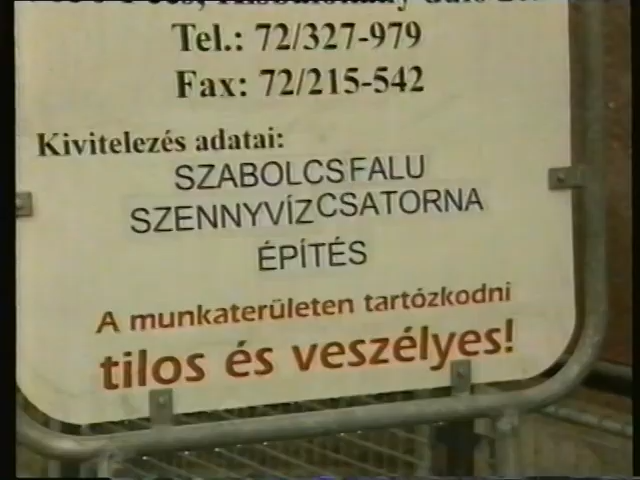 Tel.: 72/327-979
Fax: 72/215-542
Kivitelezés adatai:
SZABOLCSFALU
SZENNYVÍZCSATORNA
ÉPÍTÉS
A munkaterületen tartózkodni
tilos és veszélyes!